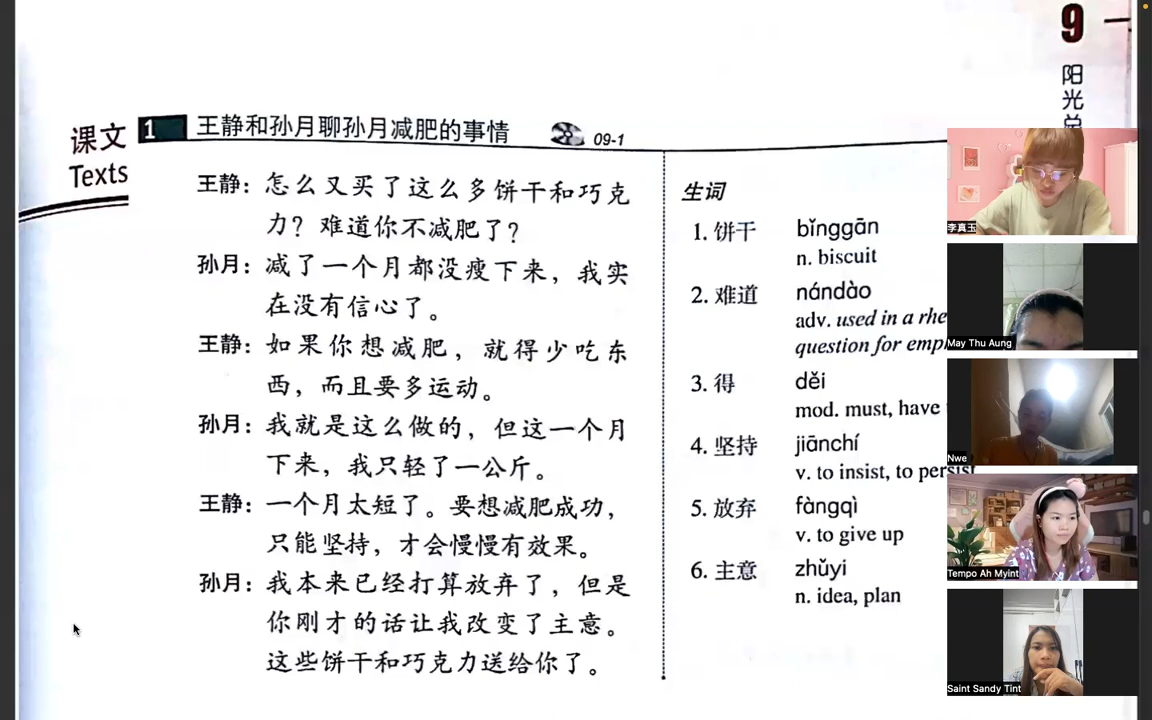 9
阳光总
课文
Texts
1 王静和孙月聊孙月减肥的事情 09-1
王静：怎么又买了这么多饼干和巧克
力？难道你不减肥了？
孙月：减了一个月都没瘦下来，我实
在没有信心了。
王静：如果你想减肥，就得少吃东
西，而且要多运动。
孙月：我就是这么做的，但这一个月
下来，我只轻了一公斤。
王静：一个月太短了。要想减肥成功，
只能坚持，才会慢慢有效果。
孙月：我本来已经打算放弃了，但是
你刚才的话让我改变了主意。
这些饼干和巧克力送给你了。
生词
1. 饼干 bǐnggān
n. biscuit
2. 难道 nándào
adv. used in a rhe
question for emp
3. 得 děi
mod. must, have
4. 坚持 jiānchí
v. to insist, to persist
5. 放弃 fàngqì
v. to give up
6. 主意 zhǔyi
n. idea, plan
李真玉
May Thu Aung
Nwe
Tempo Ah Myint
Saint Sandy Tint